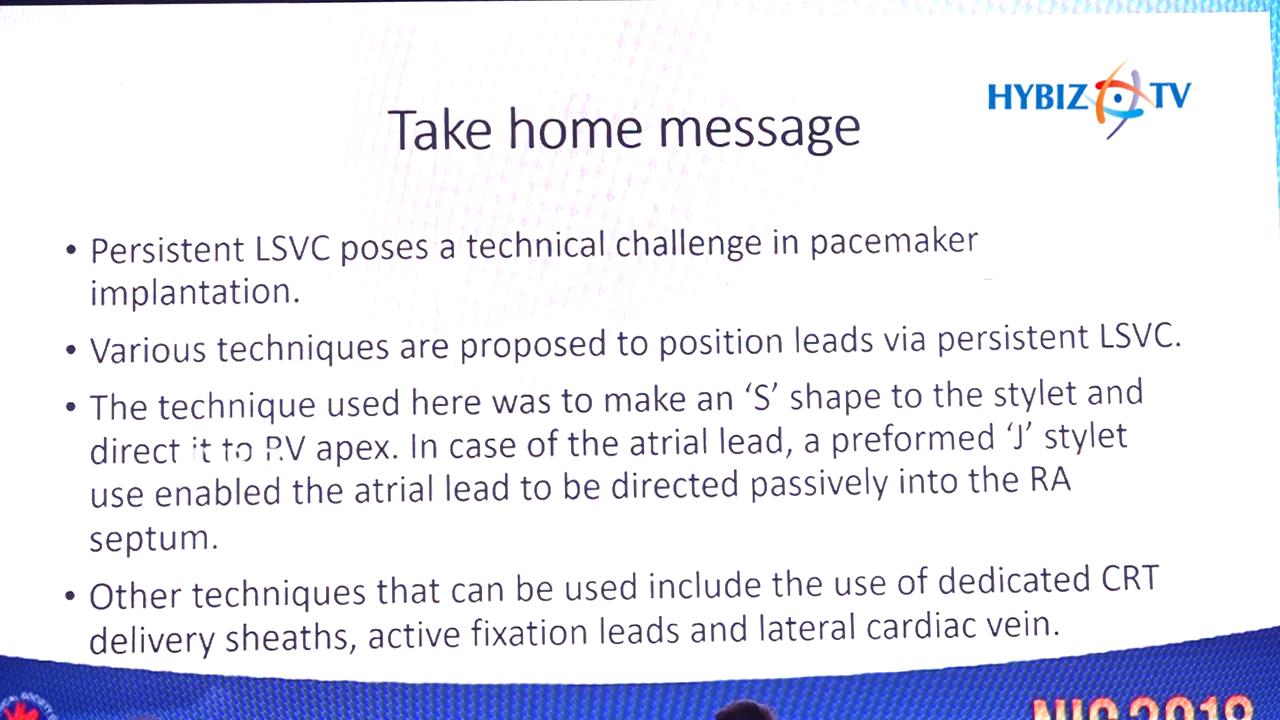 HYBIZ TV
Take home message
• Persistent LSVC poses a technical challenge in pacemaker
implantation.
• Various techniques are proposed to position leads via persistent LSVC.
• The technique used here was to make an ‘S’ shape to the stylet and
direct it to RV apex. In case of the atrial lead, a preformed ‘J’ stylet
use enabled the atrial lead to be directed passively into the RA
septum.
• Other techniques that can be used include the use of dedicated CRT
delivery sheaths, active fixation leads and lateral cardiac vein.